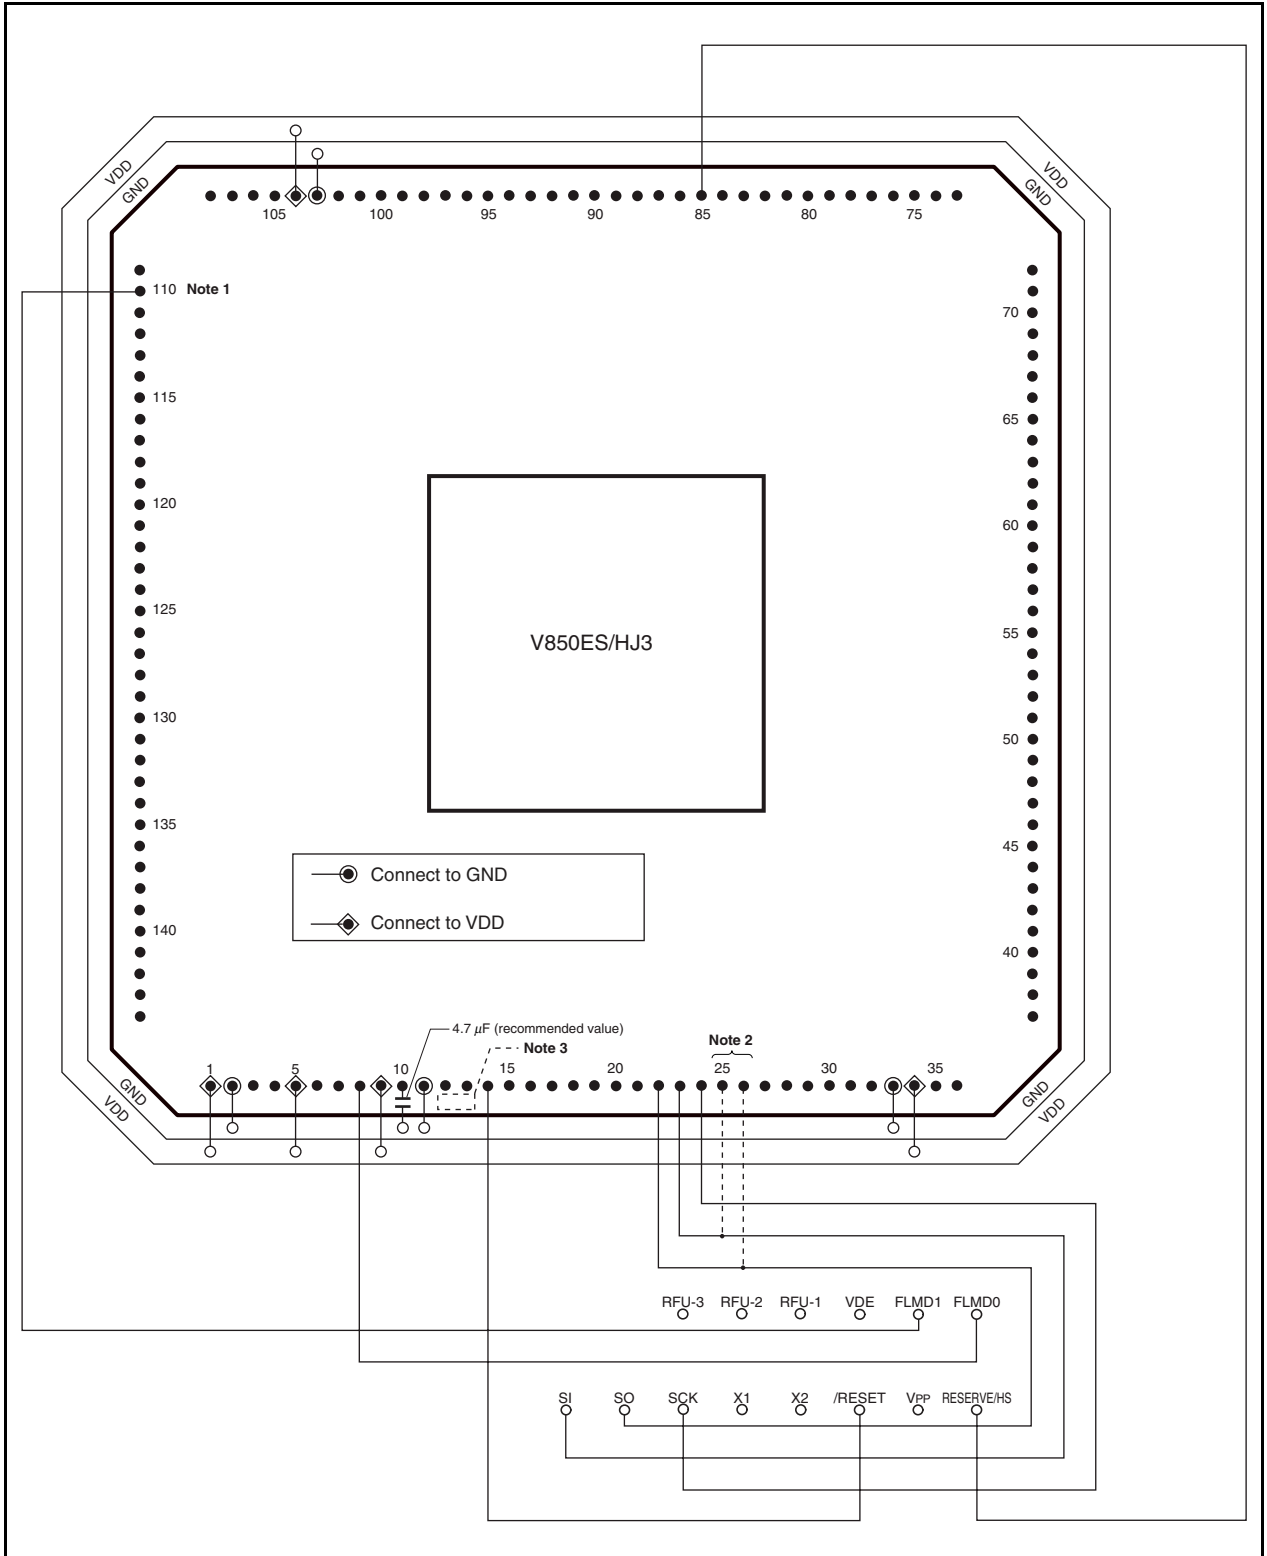 VDD
GND
VDD
GND
105 100 95 90 85 80 75
110 Note 1
70
115
65
120
60
125
55
V850ES/HJ3
130
50
135
45
Connect to GND
Connect to VDD
140
40
4.7 μF (recommended value)
Note 3
Note 2
1 5 10 15 20 25 30 35
GND
VDD
GND
VDD
RFU-3 RFU-2 RFU-1 VDE FLMD1 FLMD0
SI SO SCK X1 X2 /RESET VPP RESERVE/HS